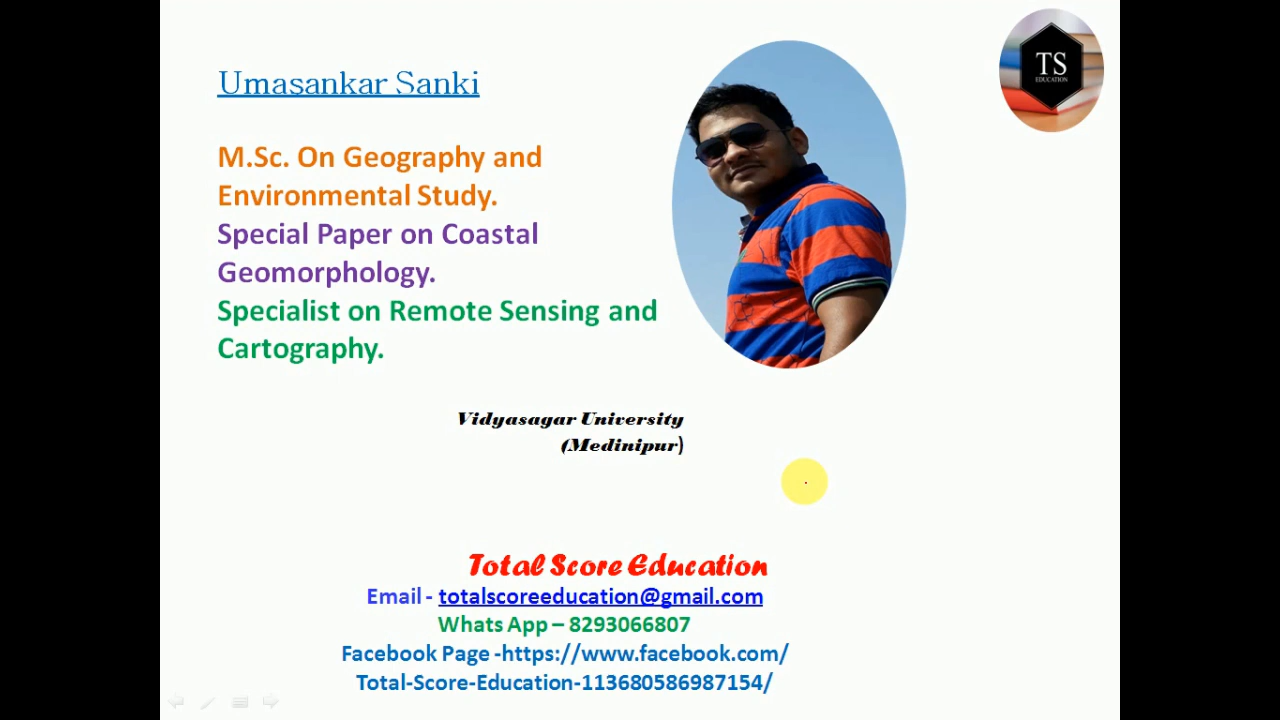 Umasankar Sanki
TS
EDUCATION
M.Sc. On Geography and
Environmental Study.
Special Paper on Coastal
Geomorphology.
Specialist on Remote Sensing and
Cartography.
Vidyasagar University
(Medinipur)
Total Score Education
Email - totalscoreeducation@gmail.com
Whats App – 8293066807
Facebook Page -https://www.facebook.com/
Total-Score-Education-113680586987154/